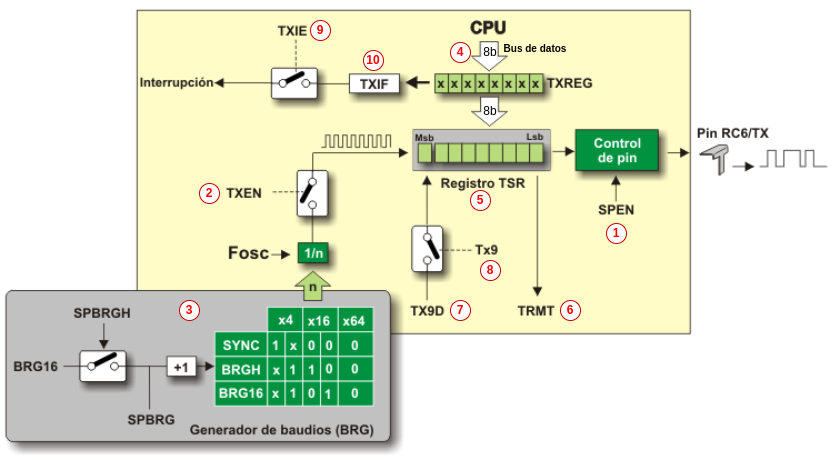 CPU
TXIE 9
10
4 8b Bus de datos
Interrupción
TXIF
x x x x x x x x TXREG
8b
Msb Lsb
Control
de pin
Pin RC6/TX
Registro TSR
5
2 TXEN
SPEN
1
Fosc 1/n
Tx9
8
n
TX9D 7
TRMT 6
3
SPBRGH
x4 x16 x64
SYNC 1 x 0 0 0
BRG16
+1
BRGH x 1 1 0 0
BRG16 x 1 0 1 0
SPBRG
Generador de baudios (BRG)